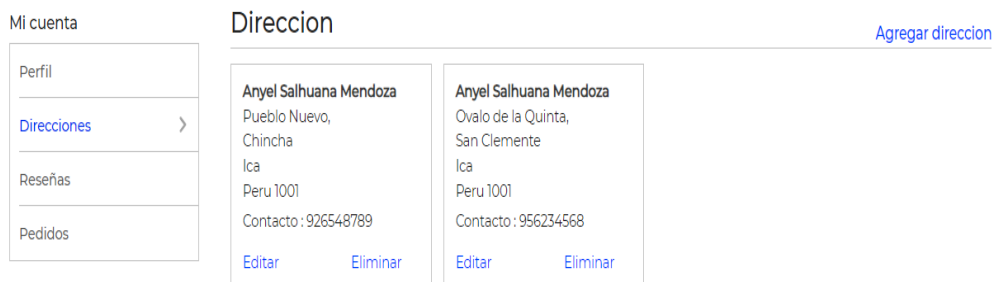 Mi cuenta
Perfil
Direcciones
Reseñas
Pedidos
Direccion
Agregar direccion
Anyel Salhuana Mendoza
Pueblo Nuevo,
Chincha
Ica
Peru 1001
Contacto : 926548789
Editar Eliminar
Anyel Salhuana Mendoza
Ovalo de la Quinta,
San Clemente
Ica
Peru 1001
Contacto : 956234568
Editar Eliminar